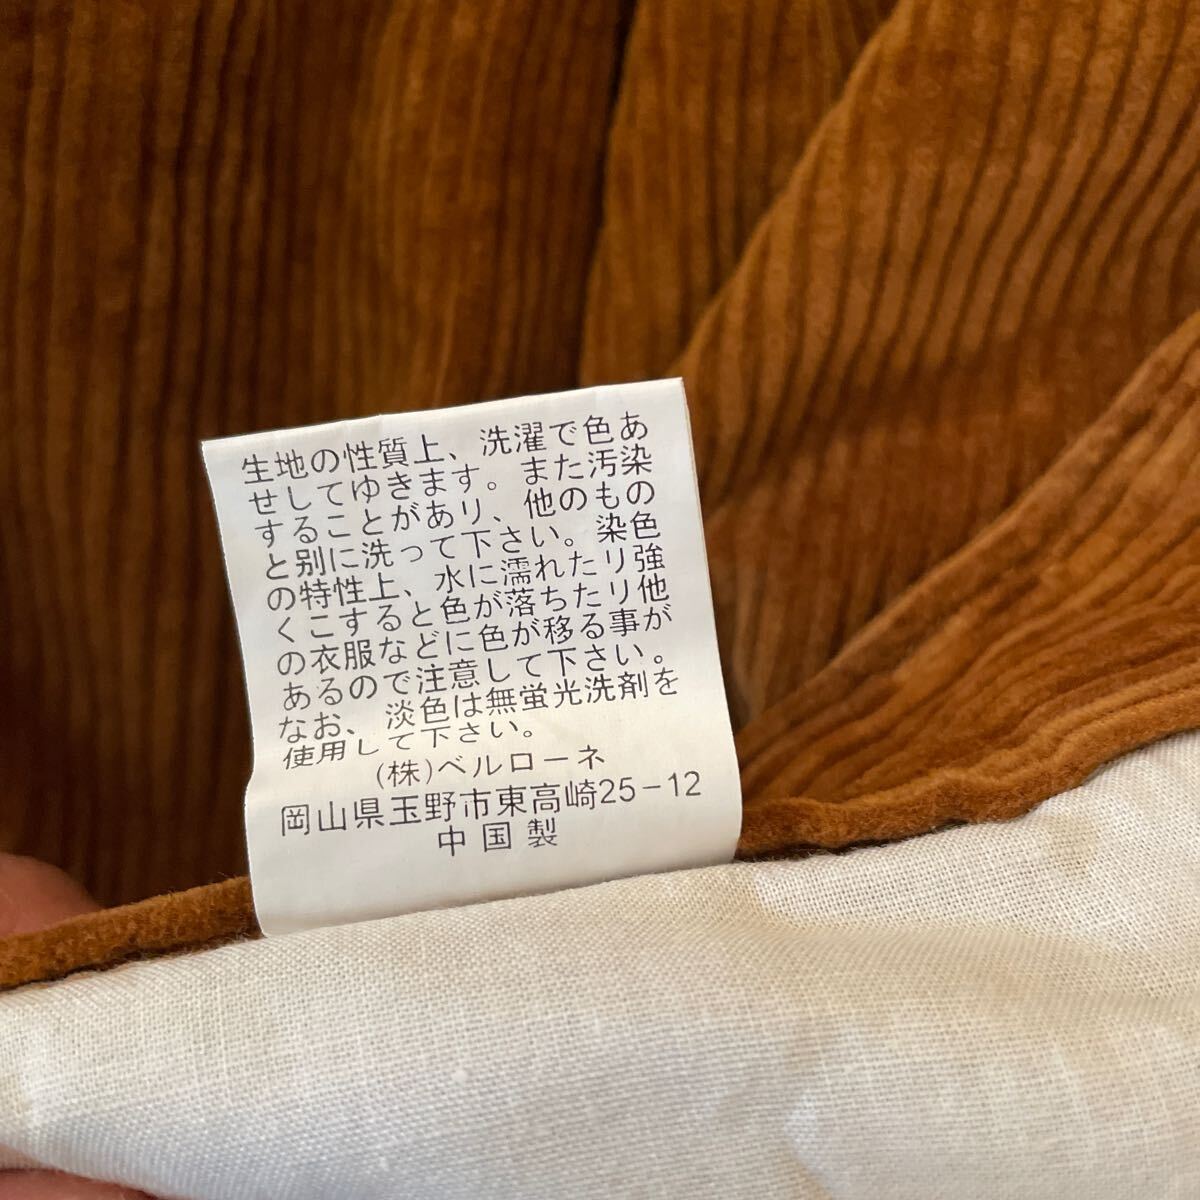 生地の性質上、洗濯で色あ
せしてゆきます。また汚染
することがあり、他のもの
と別に洗って下さい。染色
の特性上、水に濡れたり強
くこすると色が落ちたり他
の衣服などに色が移る事が
あるので注意して下さい。
なお、淡色は無蛍光洗剤を
使用して下さい。
(株)ベルローネ
岡山県玉野市東高崎25-12
中国製